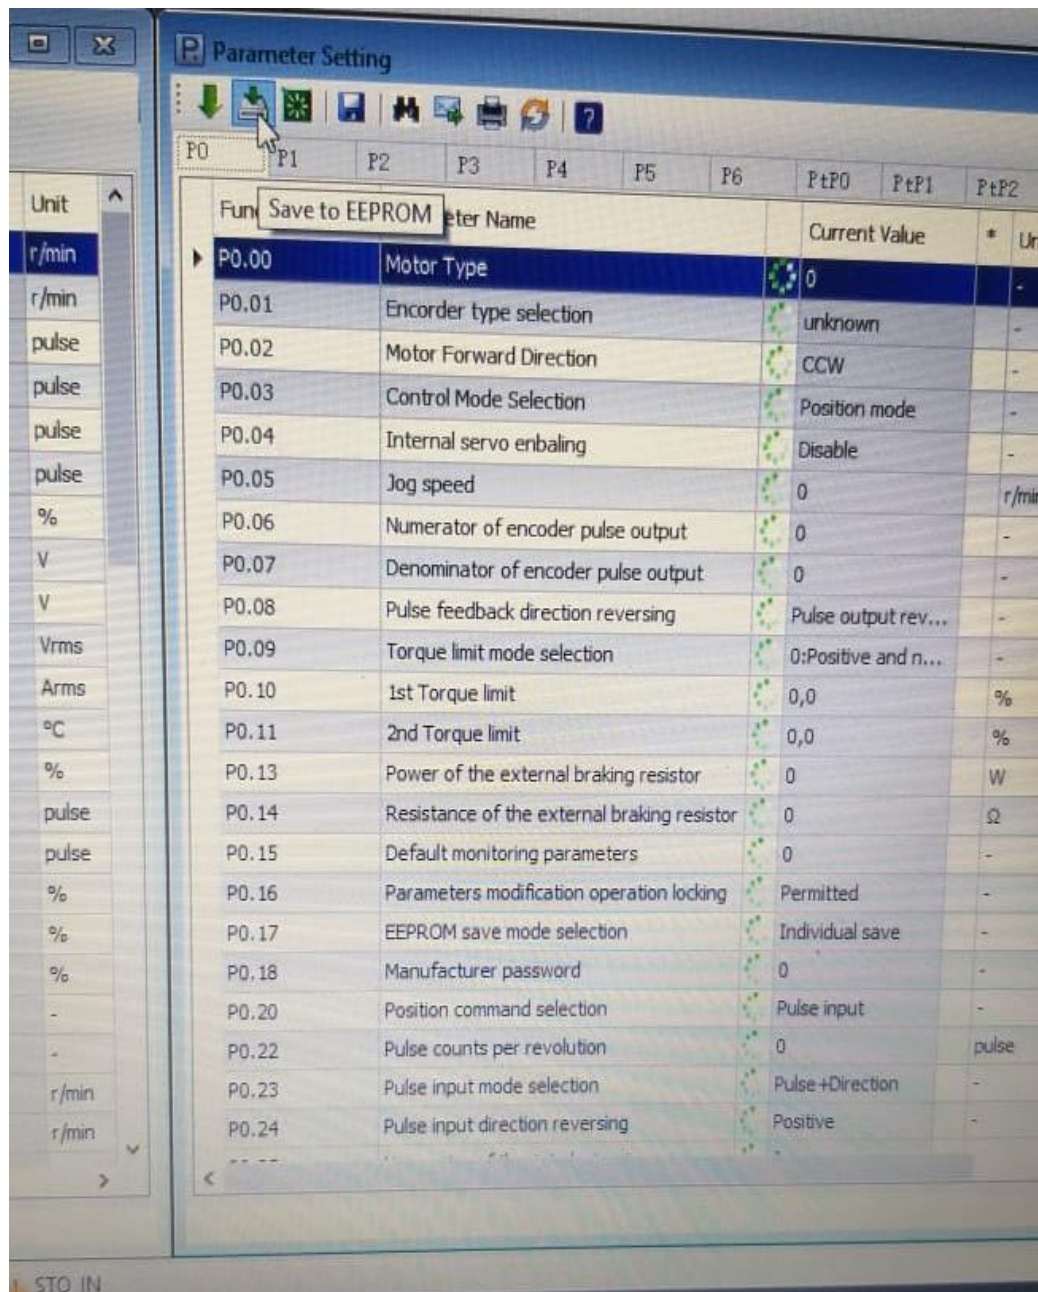 Parameter Setting
P0 P1 P2 P3 P4 P5 P6 PtP0 PtP1 PtP2
Save to EEPROM
Unit
r/min
r/min
pulse
pulse
pulse
pulse
%
V
V
Vrms
Arms
°C
%
pulse
pulse
%
%
%
-
-
r/min
r/min
Fun eter Name Current Value * Un
P0.00 Motor Type 0 -
P0.01 Encorder type selection unknown -
P0.02 Motor Forward Direction CCW -
P0.03 Control Mode Selection Position mode -
P0.04 Internal servo enbaling Disable -
P0.05 Jog speed 0 r/min
P0.06 Numerator of encoder pulse output 0 -
P0.07 Denominator of encoder pulse output 0 -
P0.08 Pulse feedback direction reversing Pulse output rev... -
P0.09 Torque limit mode selection 0:Positive and n... -
P0.10 1st Torque limit 0,0 %
P0.11 2nd Torque limit 0,0 %
P0.13 Power of the external braking resistor 0 W
P0.14 Resistance of the external braking resistor 0 Ω
P0.15 Default monitoring parameters 0 -
P0.16 Parameters modification operation locking Permitted -
P0.17 EEPROM save mode selection Individual save -
P0.18 Manufacturer password 0 -
P0.20 Position command selection Pulse input -
P0.22 Pulse counts per revolution 0 pulse
P0.23 Pulse input mode selection Pulse+Direction -
P0.24 Pulse input direction reversing Positive -
STO IN